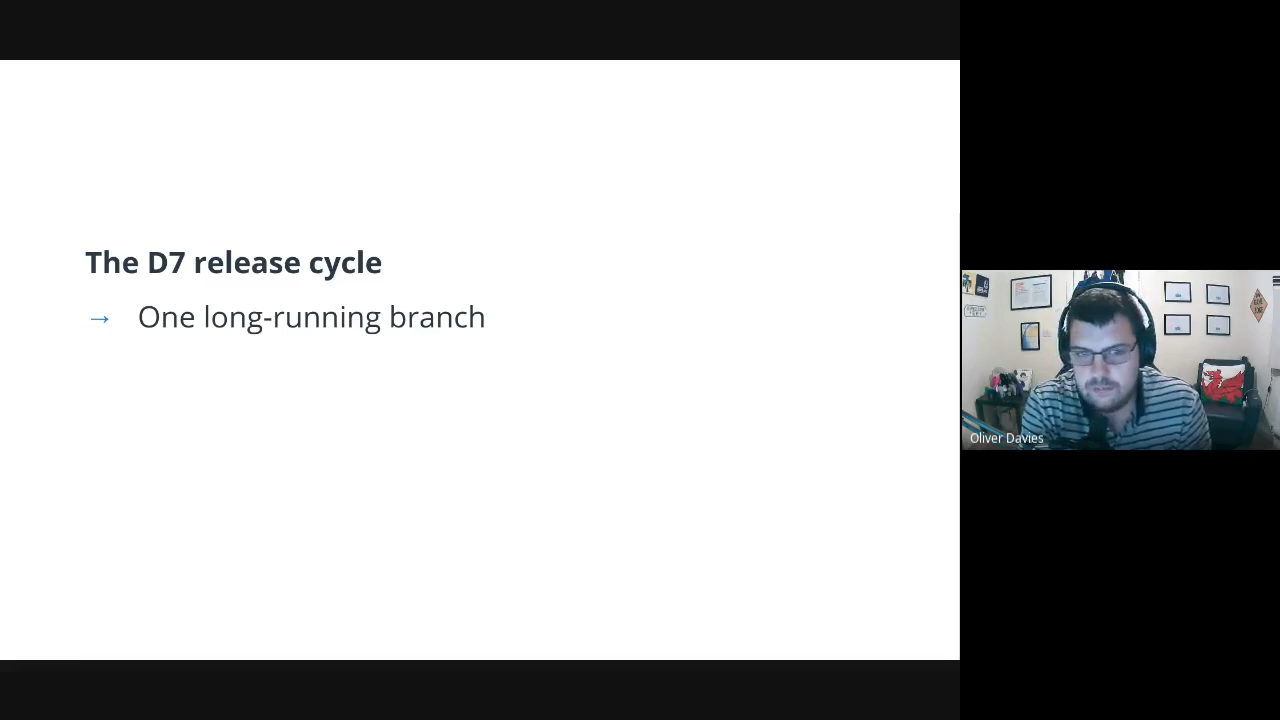 The D7 release cycle
→ One long-running branch
Oliver Davies